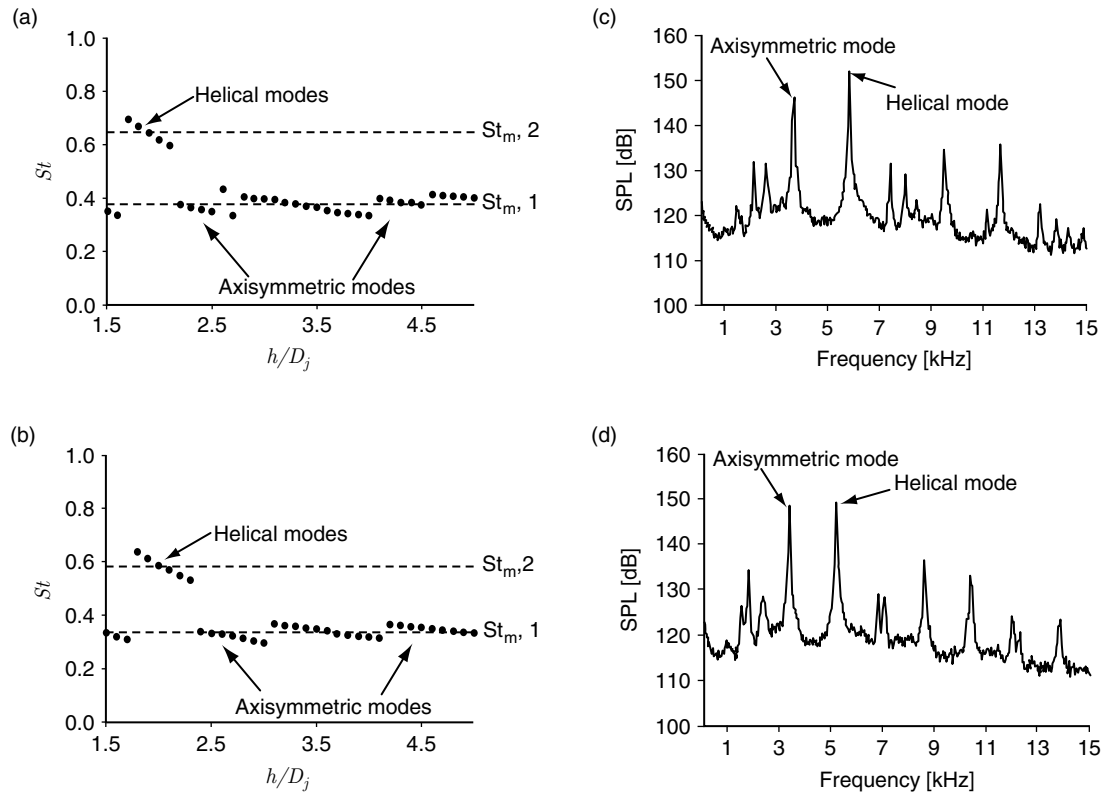 (a)
1.0
0.8
0.6
0.4
0.2
0.0
St
Helical modes
St_m, 2
St_m, 1
Axisymmetric modes
1.5 2.5 3.5 4.5
h/D_j
(c)
160
150
140
130
120
110
100
SPL [dB]
Axisymmetric mode
Helical mode
1 3 5 7 9 11 13 15
Frequency [kHz]
(b)
1.0
0.8
0.6
0.4
0.2
0.0
St
Helical modes
St_m,2
St_m, 1
Axisymmetric modes
1.5 2.5 3.5 4.5
h/D_j
(d)
160
150
140
130
120
110
100
SPL [dB]
Axisymmetric mode
Helical mode
1 3 5 7 9 11 13 15
Frequency [kHz]